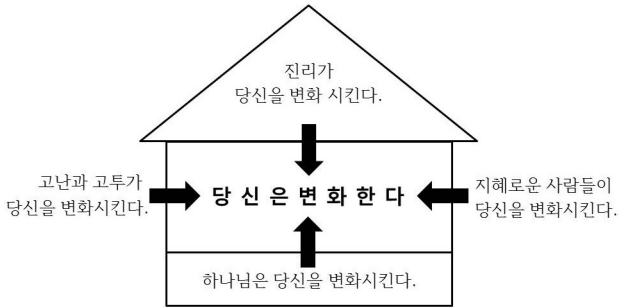 진리가
당신을 변화 시킨다.
고난과 고투가
당신을 변화시킨다.
당신은변화한다
지혜로운 사람들이
당신을 변화시킨다.
하나님은 당신을 변화시킨다.